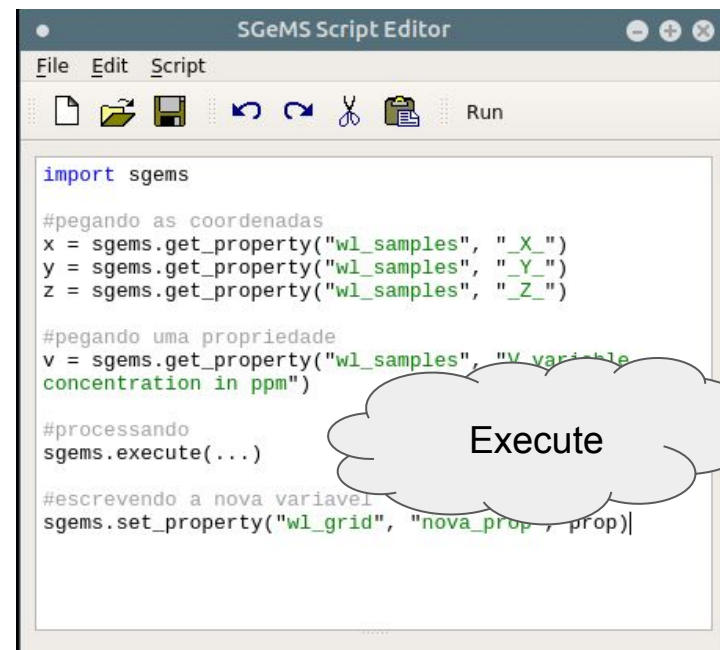 SGeMS Script Editor
File Edit Script
Run
import sgems
#pegando as coordenadas
x = sgems.get_property("wl_samples", "_X_")
y = sgems.get_property("wl_samples", "_Y_")
z = sgems.get_property("wl_samples", "_Z_")
#pegando uma propriedade
v = sgems.get_property("wl_samples", "V variable
concentration in ppm")
#processando
sgems.execute(...)
Execute
#escrevendo a nova variavel
sgems.set_property("wl_grid", "nova_prop", prop)